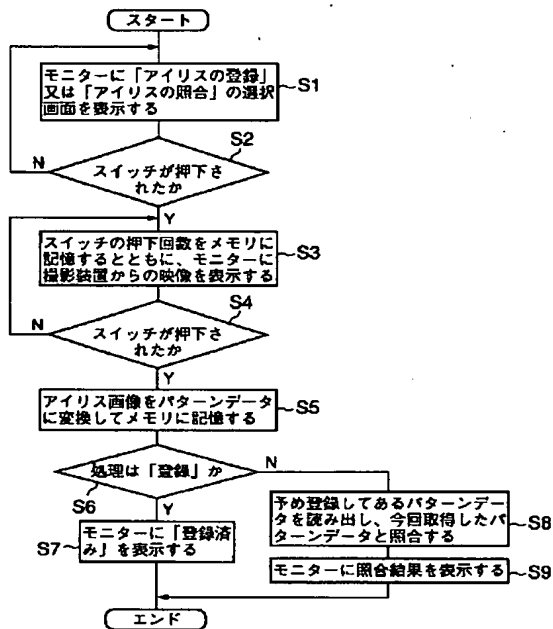 スタート
モニターに「アイリスの登録」
又は「アイリスの照合」の選択
画面を表示する
S1
S2
スイッチが押下さ
れたか
N
Y
スイッチの押下回数をメモリに
記憶するとともに、モニターに
撮影装置からの映像を表示する
S3
S4
スイッチが押下さ
れたか
N
Y
アイリス画像をパターンデータ
に変換してメモリに記憶する
S5
処理は「登録」か
N
S6
Y
モニターに「登録済
み」を表示する
S7
予め登録してあるパターンデー
タを読み出し、今回取得したパ
ターンデータと照合する
S8
モニターに照合結果を表示する
S9
エンド